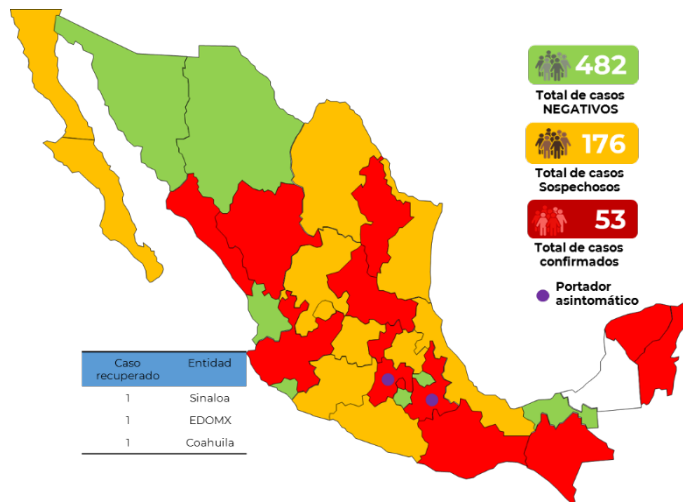 482
Total de casos
NEGATIVOS
176
Total de casos
Sospechosos
53
Total de casos
confirmados
Portador
asintomático
Caso recuperado Entidad
1 Sinaloa
1 EDOMX
1 Coahuila